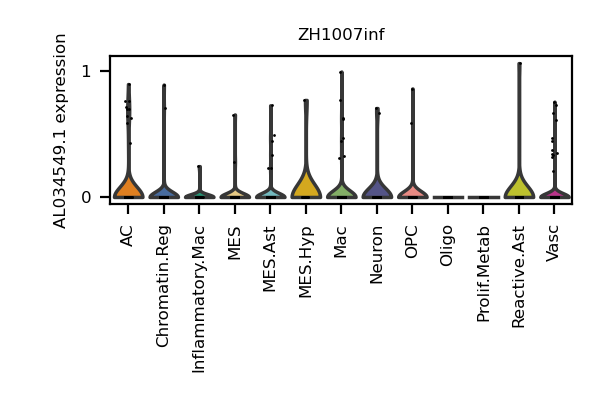 ZH1007inf
AL034549.1 expression
1
0
AC
Chromatin.Reg
Inflammatory.Mac
MES
MES.Ast
MES.Hyp
Mac
Neuron
OPC
Oligo
Prolif.Metab
Reactive.Ast
Vasc